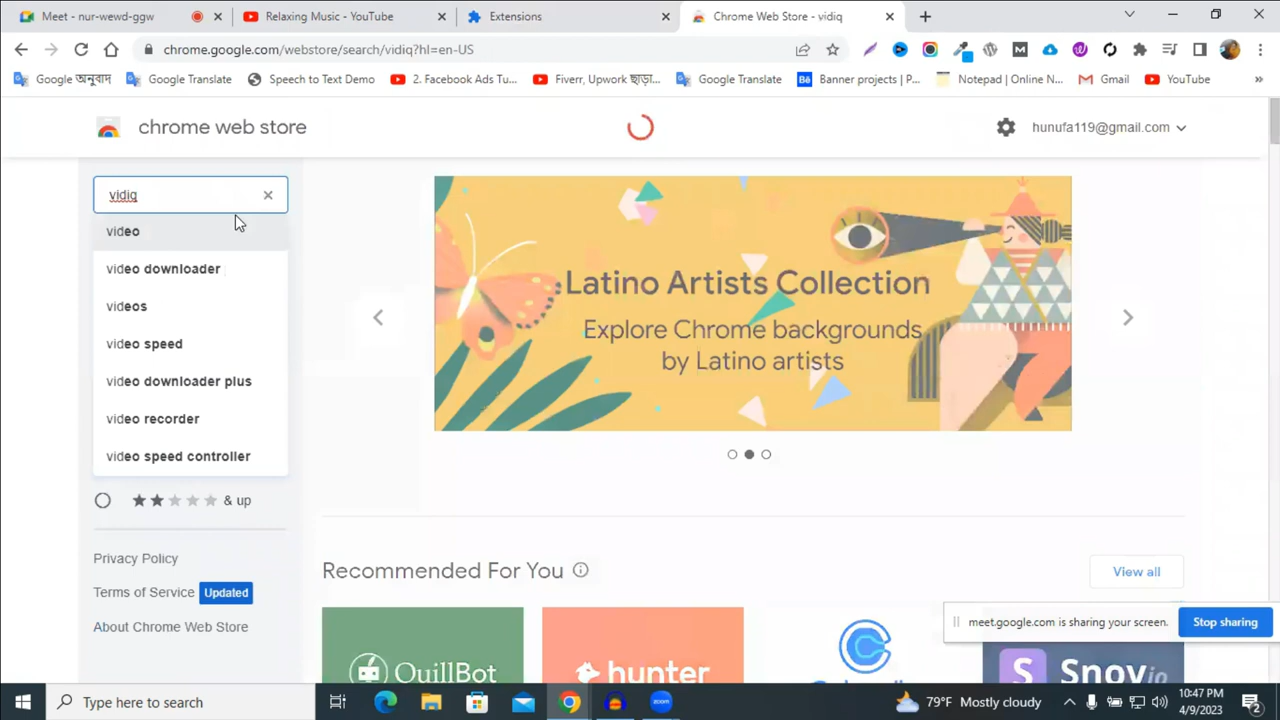 Meet - nur-wewd-ggw
Relaxing Music - YouTube
Extensions
Chrome Web Store - vidiq
chrome.google.com/webstore/search/vidiq?hl=en-US
Google অনুবাদ
Google Translate
Speech to Text Demo
2. Facebook Ads Tu...
Fiverr, Upwork ছাড়া...
Google Translate
Banner projects | P...
Notepad | Online N...
Gmail
YouTube
chrome web store
hunufa119@gmail.com
vidiq
video
video downloader
videos
video speed
video downloader plus
video recorder
video speed controller
& up
Privacy Policy
Terms of Service Updated
About Chrome Web Store
Latino Artists Collection
Explore Chrome backgrounds
by Latino artists
Recommended For You
View all
QuillBot
hunter
S Snovio
meet.google.com is sharing your screen.
Stop sharing
Type here to search
zoom
79°F Mostly cloudy
10:47 PM
4/9/2023
2